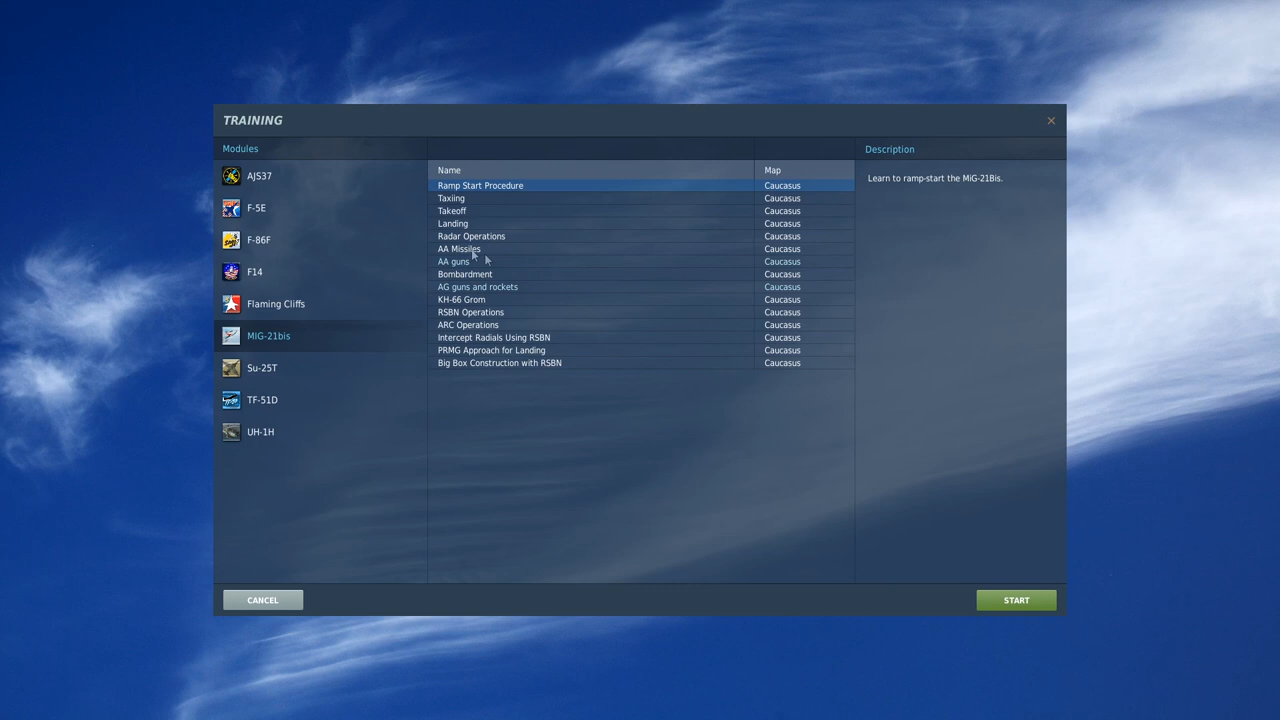 TRAINING
Modules
Description
AJS37
F-5E
F-86F
F14
Flaming Cliffs
MiG-21bis
Su-25T
TF-51D
UH-1H
Name Map
Ramp Start Procedure Caucasus
Taxiing Caucasus
Takeoff Caucasus
Landing Caucasus
Radar Operations Caucasus
AA Missiles Caucasus
AA guns Caucasus
Bombardment Caucasus
AG guns and rockets Caucasus
KH-66 Grom Caucasus
RSBN Operations Caucasus
ARC Operations Caucasus
Intercept Radials Using RSBN Caucasus
PRMG Approach for Landing Caucasus
Big Box Construction with RSBN Caucasus
Learn to ramp-start the MiG-21Bis.
CANCEL
START